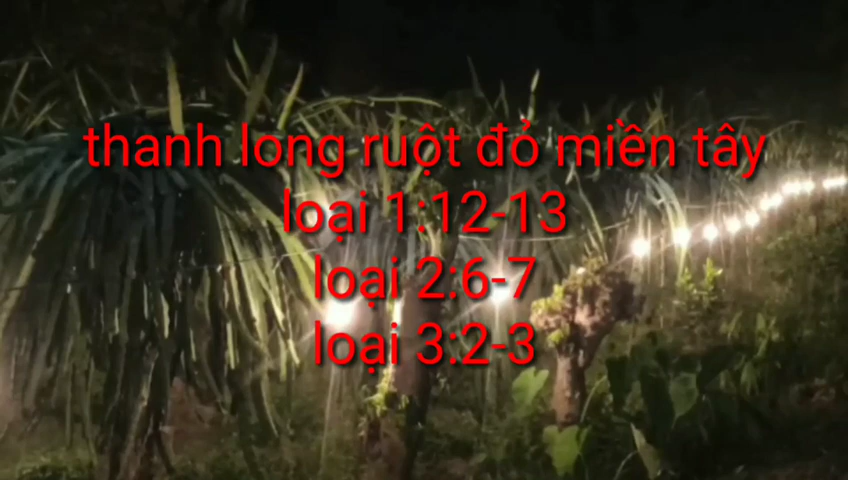 thanh long ruột đỏ miền tây
loại 1:12-13
loại 2:6-7
loại 3:2-3